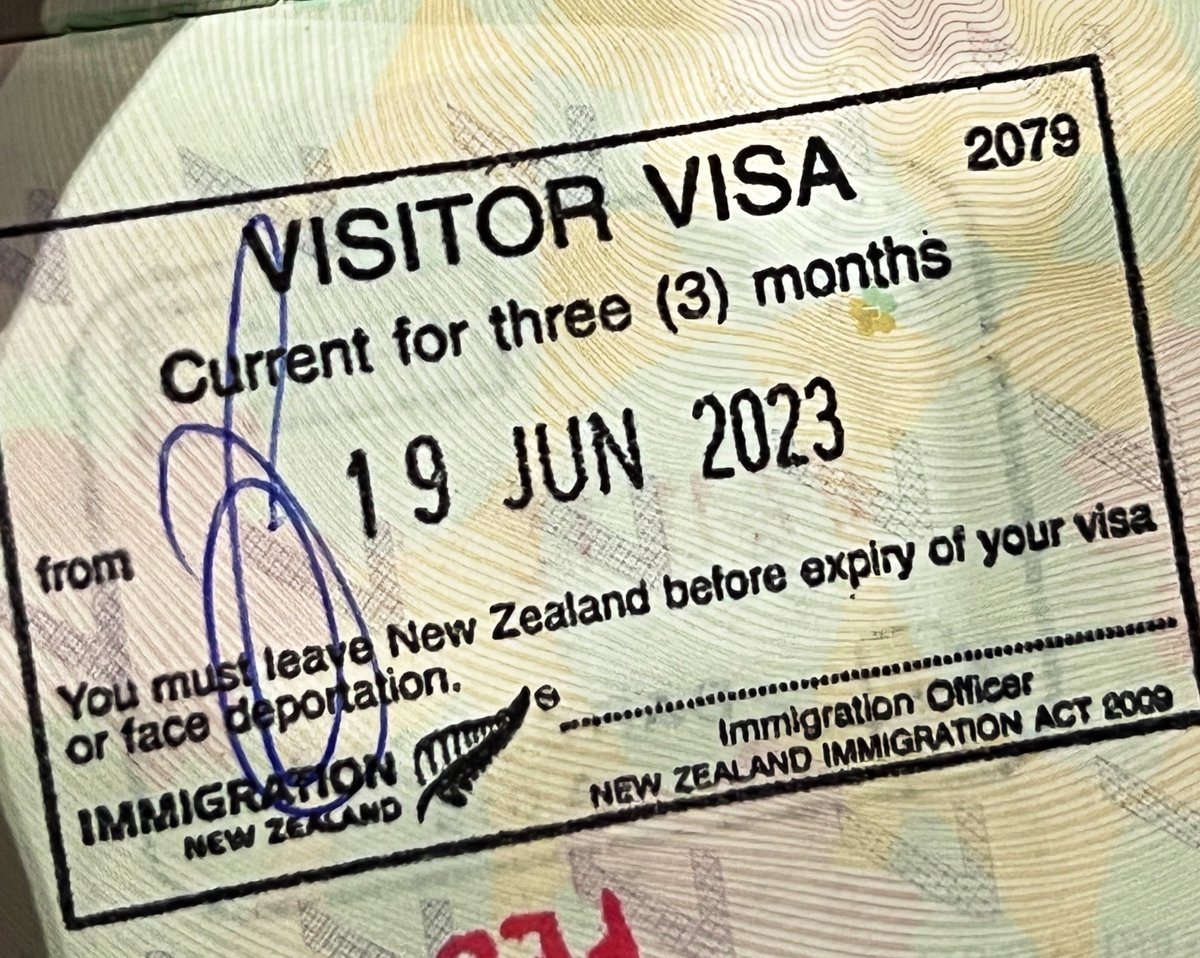 VISITOR VISA 2079
Current for three (3) months
19 JUN 2023
from
You must leave New Zealand before expiry of your visa
or face deportation.
Immigration Officer
NEW ZEALAND IMMIGRATION ACT 2009
IMMIGRATION
NEW ZEALAND